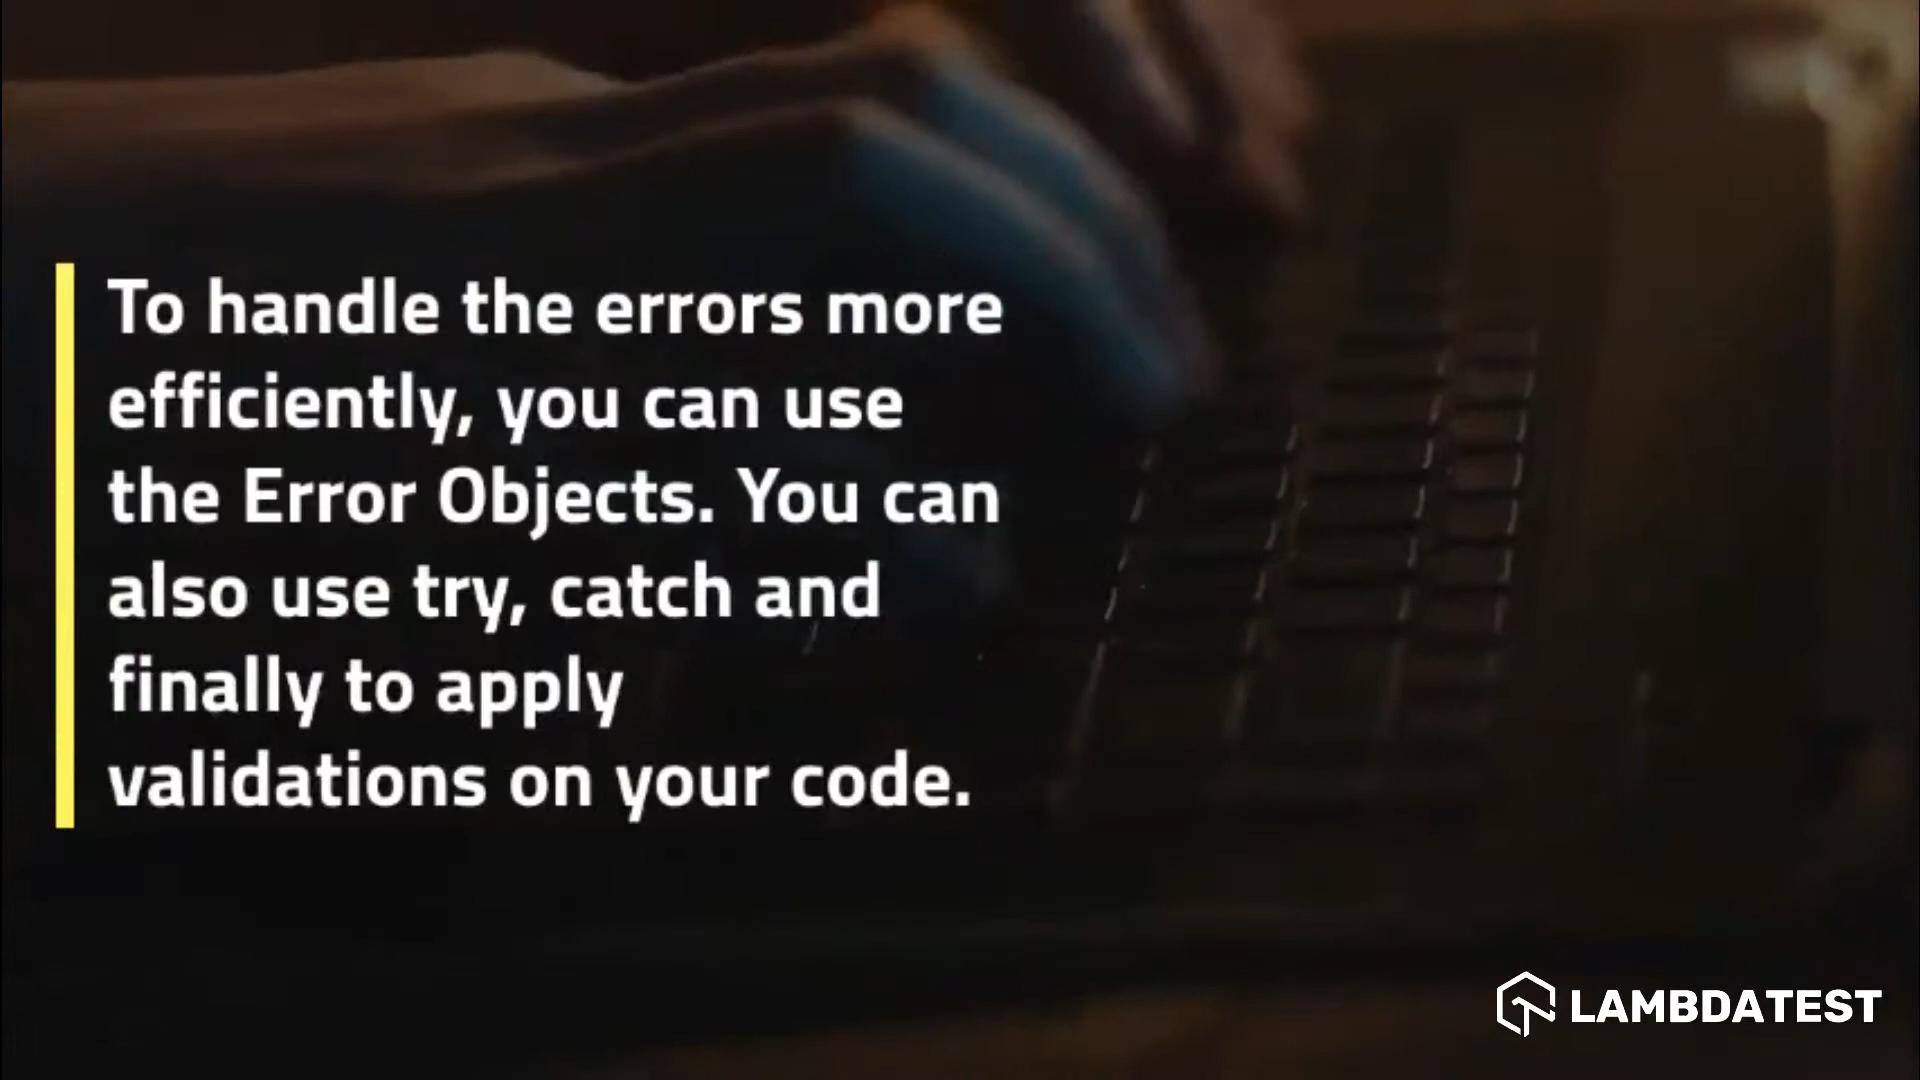 To handle the errors more
efficiently, you can use
the Error Objects. You can
also use try, catch and
finally to apply
validations on your code.
LAMBDATEST